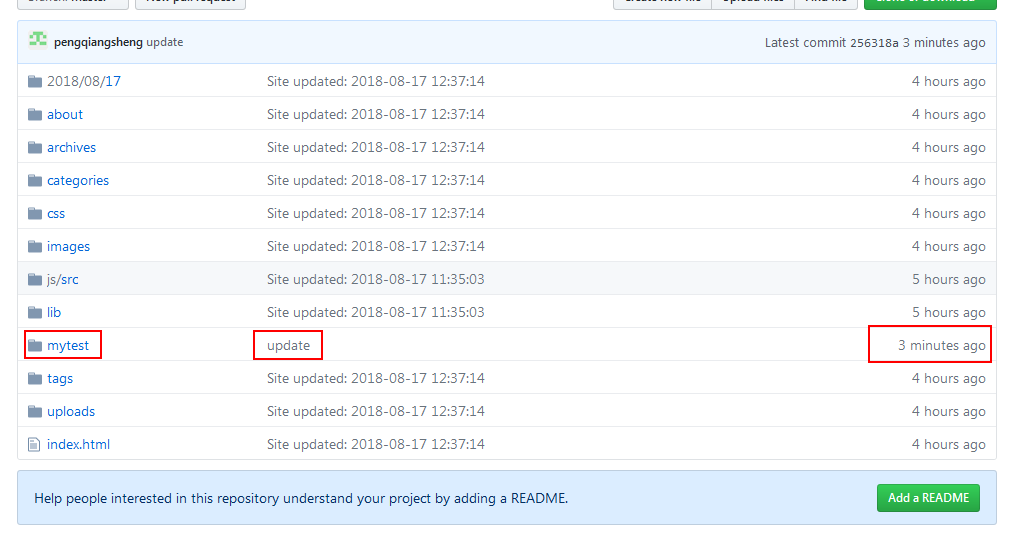 pengqiangsheng update Latest commit 256318a 3 minutes ago
2018/08/17 Site updated: 2018-08-17 12:37:14 4 hours ago
about Site updated: 2018-08-17 12:37:14 4 hours ago
archives Site updated: 2018-08-17 12:37:14 4 hours ago
categories Site updated: 2018-08-17 12:37:14 4 hours ago
css Site updated: 2018-08-17 12:37:14 4 hours ago
images Site updated: 2018-08-17 12:37:14 4 hours ago
js/src Site updated: 2018-08-17 11:35:03 5 hours ago
lib Site updated: 2018-08-17 11:35:03 5 hours ago
mytest update 3 minutes ago
tags Site updated: 2018-08-17 12:37:14 4 hours ago
uploads Site updated: 2018-08-17 12:37:14 4 hours ago
index.html Site updated: 2018-08-17 12:37:14 4 hours ago
Help people interested in this repository understand your project by adding a README. Add a README